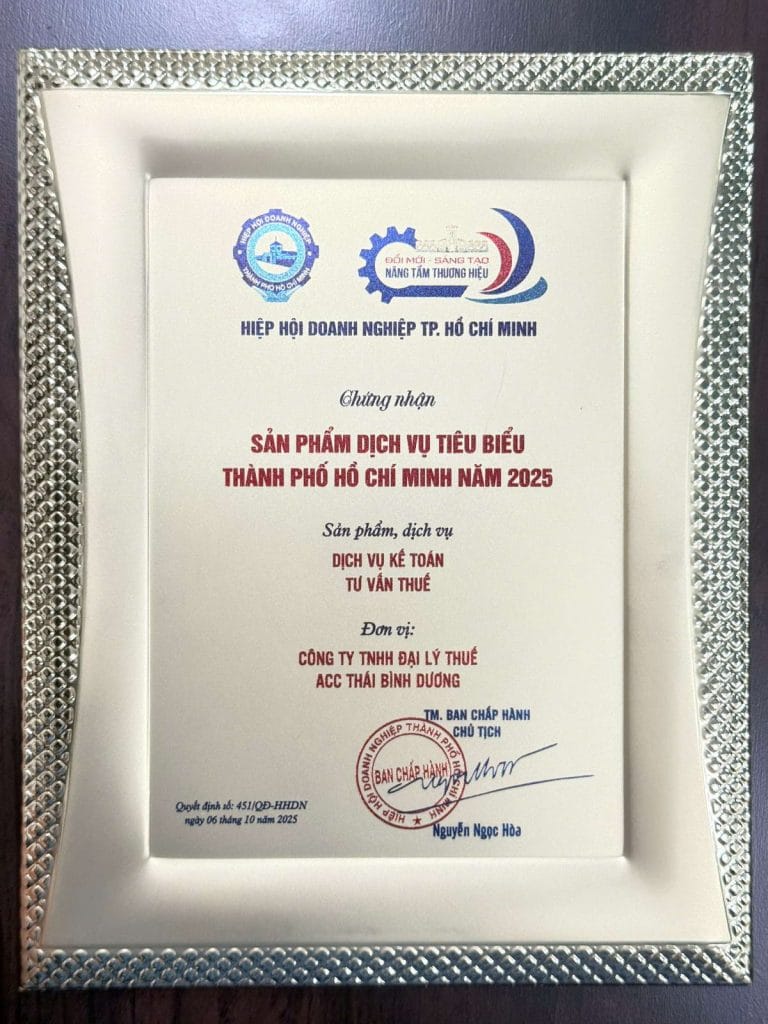 HIỆP HỘI DOANH NGHIỆP
THÀNH PHỐ HỒ CHÍ MINH
ĐỔI MỚI - SÁNG TẠO
NÂNG TẦM THƯƠNG HIỆU
HIỆP HỘI DOANH NGHIỆP TP. HỒ CHÍ MINH
Chứng nhận
SẢN PHẨM DỊCH VỤ TIÊU BIỂU
THÀNH PHỐ HỒ CHÍ MINH NĂM 2025
Sản phẩm, dịch vụ
DỊCH VỤ KẾ TOÁN
TƯ VẤN THUẾ
Đơn vị:
CÔNG TY TNHH ĐẠI LÝ THUẾ
ACC THÁI BÌNH DƯƠNG
TM. BAN CHẤP HÀNH
CHỦ TỊCH
HIỆP HỘI DOANH NGHIỆP THÀNH PHỐ HỒ CHÍ MINH
BAN CHẤP HÀNH
Quyết định số: 451/QĐ-HHDN
ngày 06 tháng 10 năm 2025
Nguyễn Ngọc Hòa